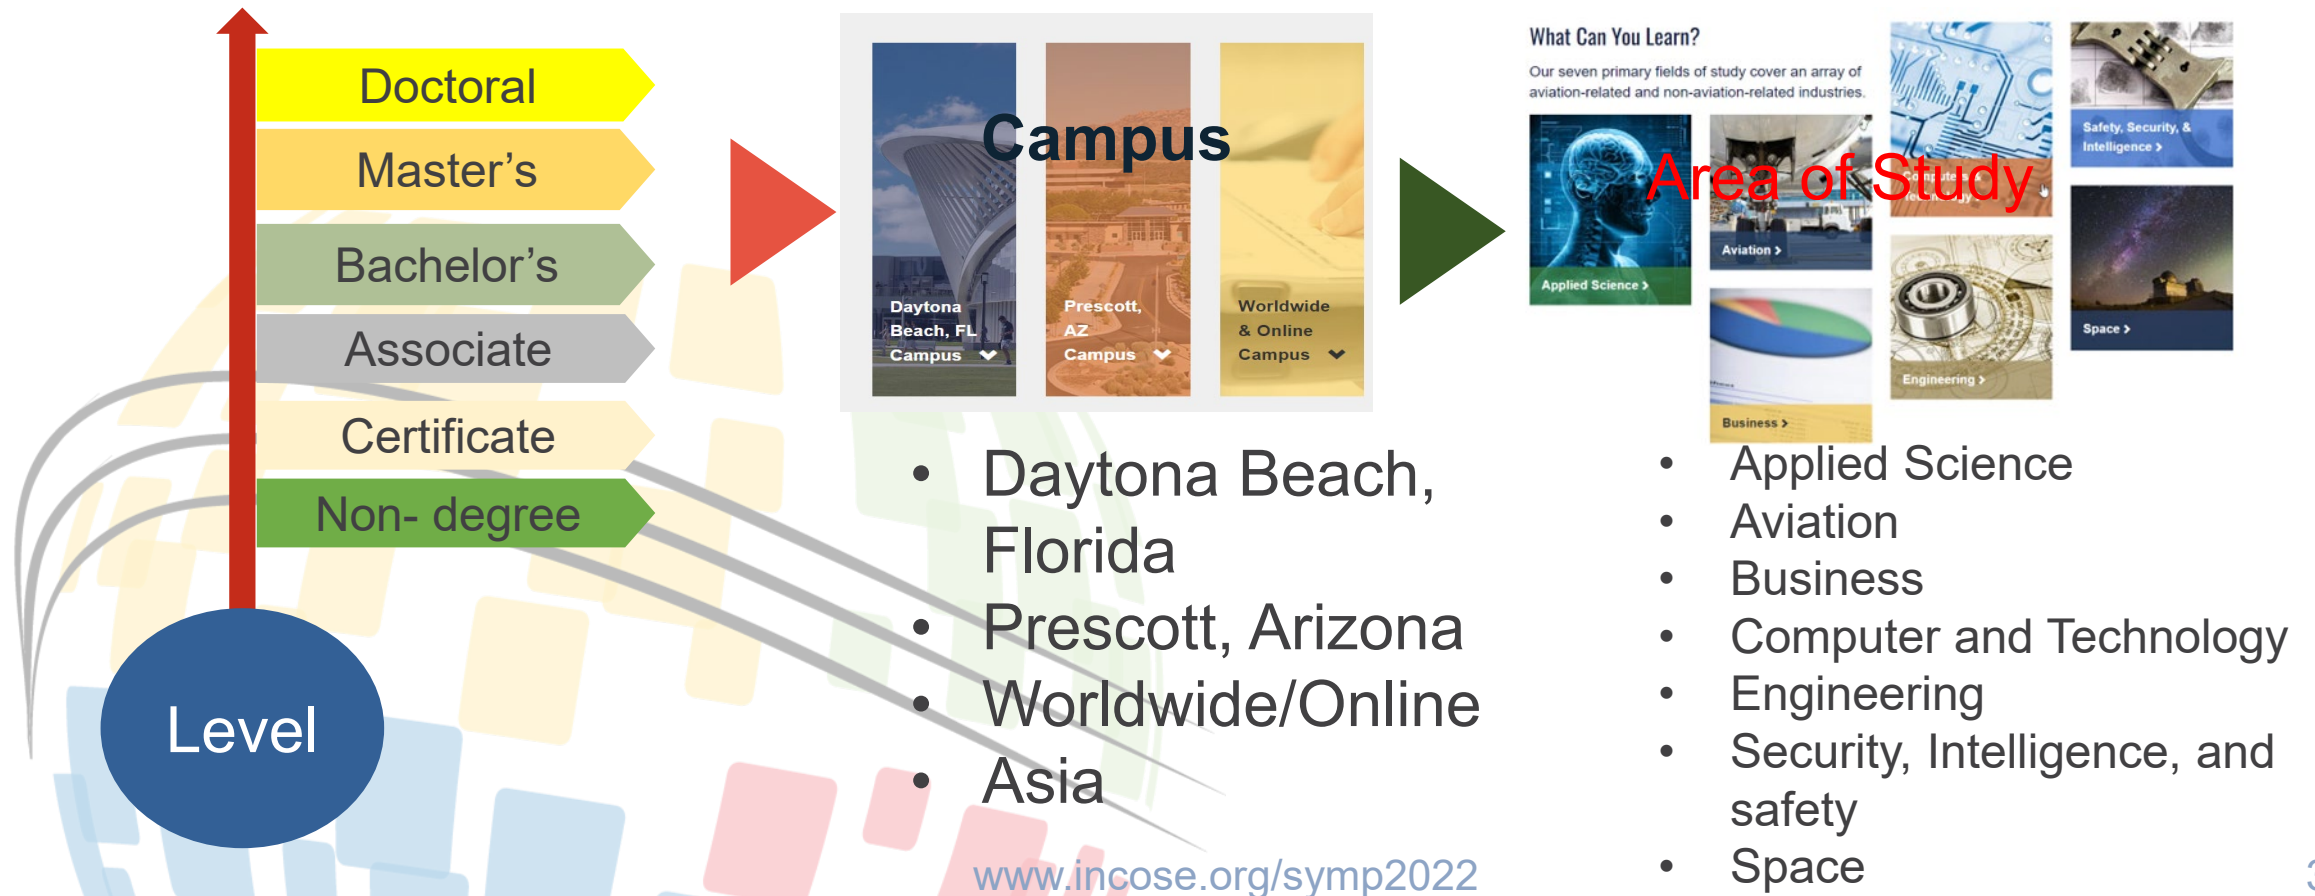 Doctoral
Master's
Bachelor's
Associate
Certificate
Non- degree
Level
Campus
Daytona
Beach, FL
Campus
Prescott,
AZ
Campus
Worldwide
& Online
Campus
• Daytona Beach,
Florida
• Prescott, Arizona
• Worldwide/Online
• Asia
What Can You Learn?
Our seven primary fields of study cover an array of
aviation-related and non-aviation-related industries.
Area of Study
Applied Science >
Aviation >
Business >
Computers &
Technology
Engineering >
Safety, Security, &
Intelligence >
Space >
• Applied Science
• Aviation
• Business
• Computer and Technology
• Engineering
• Security, Intelligence, and
safety
• Space
www.incose.org/symp2022